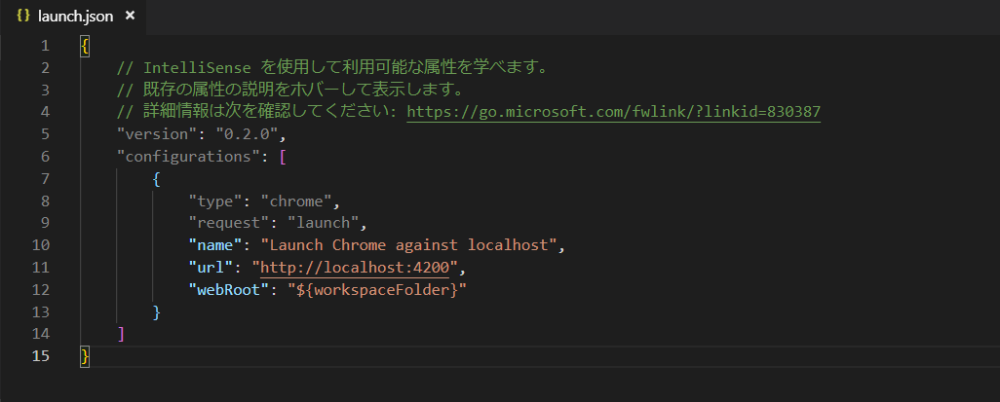 {} launch.json ×
1 {
2 // IntelliSense を使用して利用可能な属性を学べます。
3 // 既存の属性の説明をホバーして表示します。
4 // 詳細情報は次を確認してください: https://go.microsoft.com/fwlink/?linkid=830387
5 "version": "0.2.0",
6 "configurations": [
7 {
8 "type": "chrome",
9 "request": "launch",
10 "name": "Launch Chrome against localhost",
11 "url": "http://localhost:4200",
12 "webRoot": "${workspaceFolder}"
13 }
14 ]
15 }